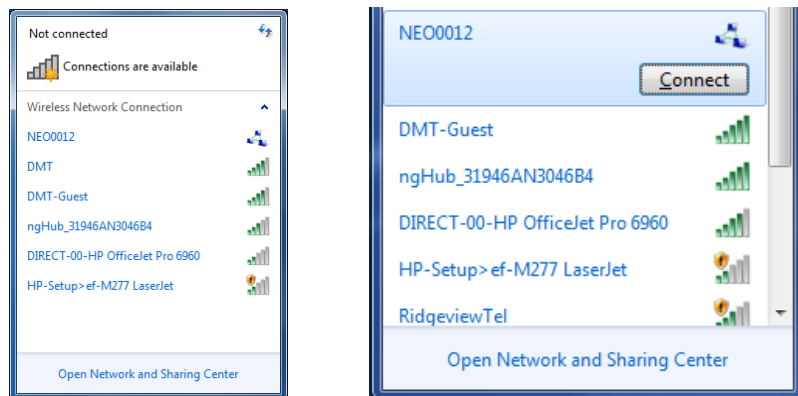 Not connected
Connections are available
Wireless Network Connection
NEO0012
DMT
DMT-Guest
ngHub_31946AN3046B4
DIRECT-00-HP OfficeJet Pro 6960
HP-Setup>ef-M277 LaserJet
Open Network and Sharing Center
NEO0012
Connect
DMT-Guest
ngHub_31946AN3046B4
DIRECT-00-HP OfficeJet Pro 6960
HP-Setup>ef-M277 LaserJet
RidgeviewTel
Open Network and Sharing Center